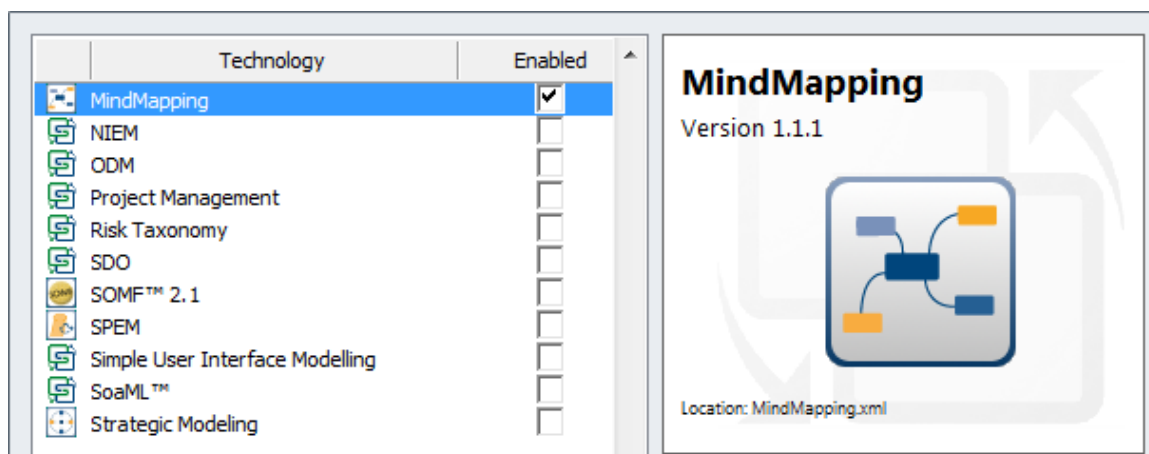 Technology Enabled
MindMapping
NIEM
ODM
Project Management
Risk Taxonomy
SDO
SOMF™ 2.1
SPEM
Simple User Interface Modelling
SoaML™
Strategic Modeling
MindMapping
Version 1.1.1
Location: MindMapping.xml